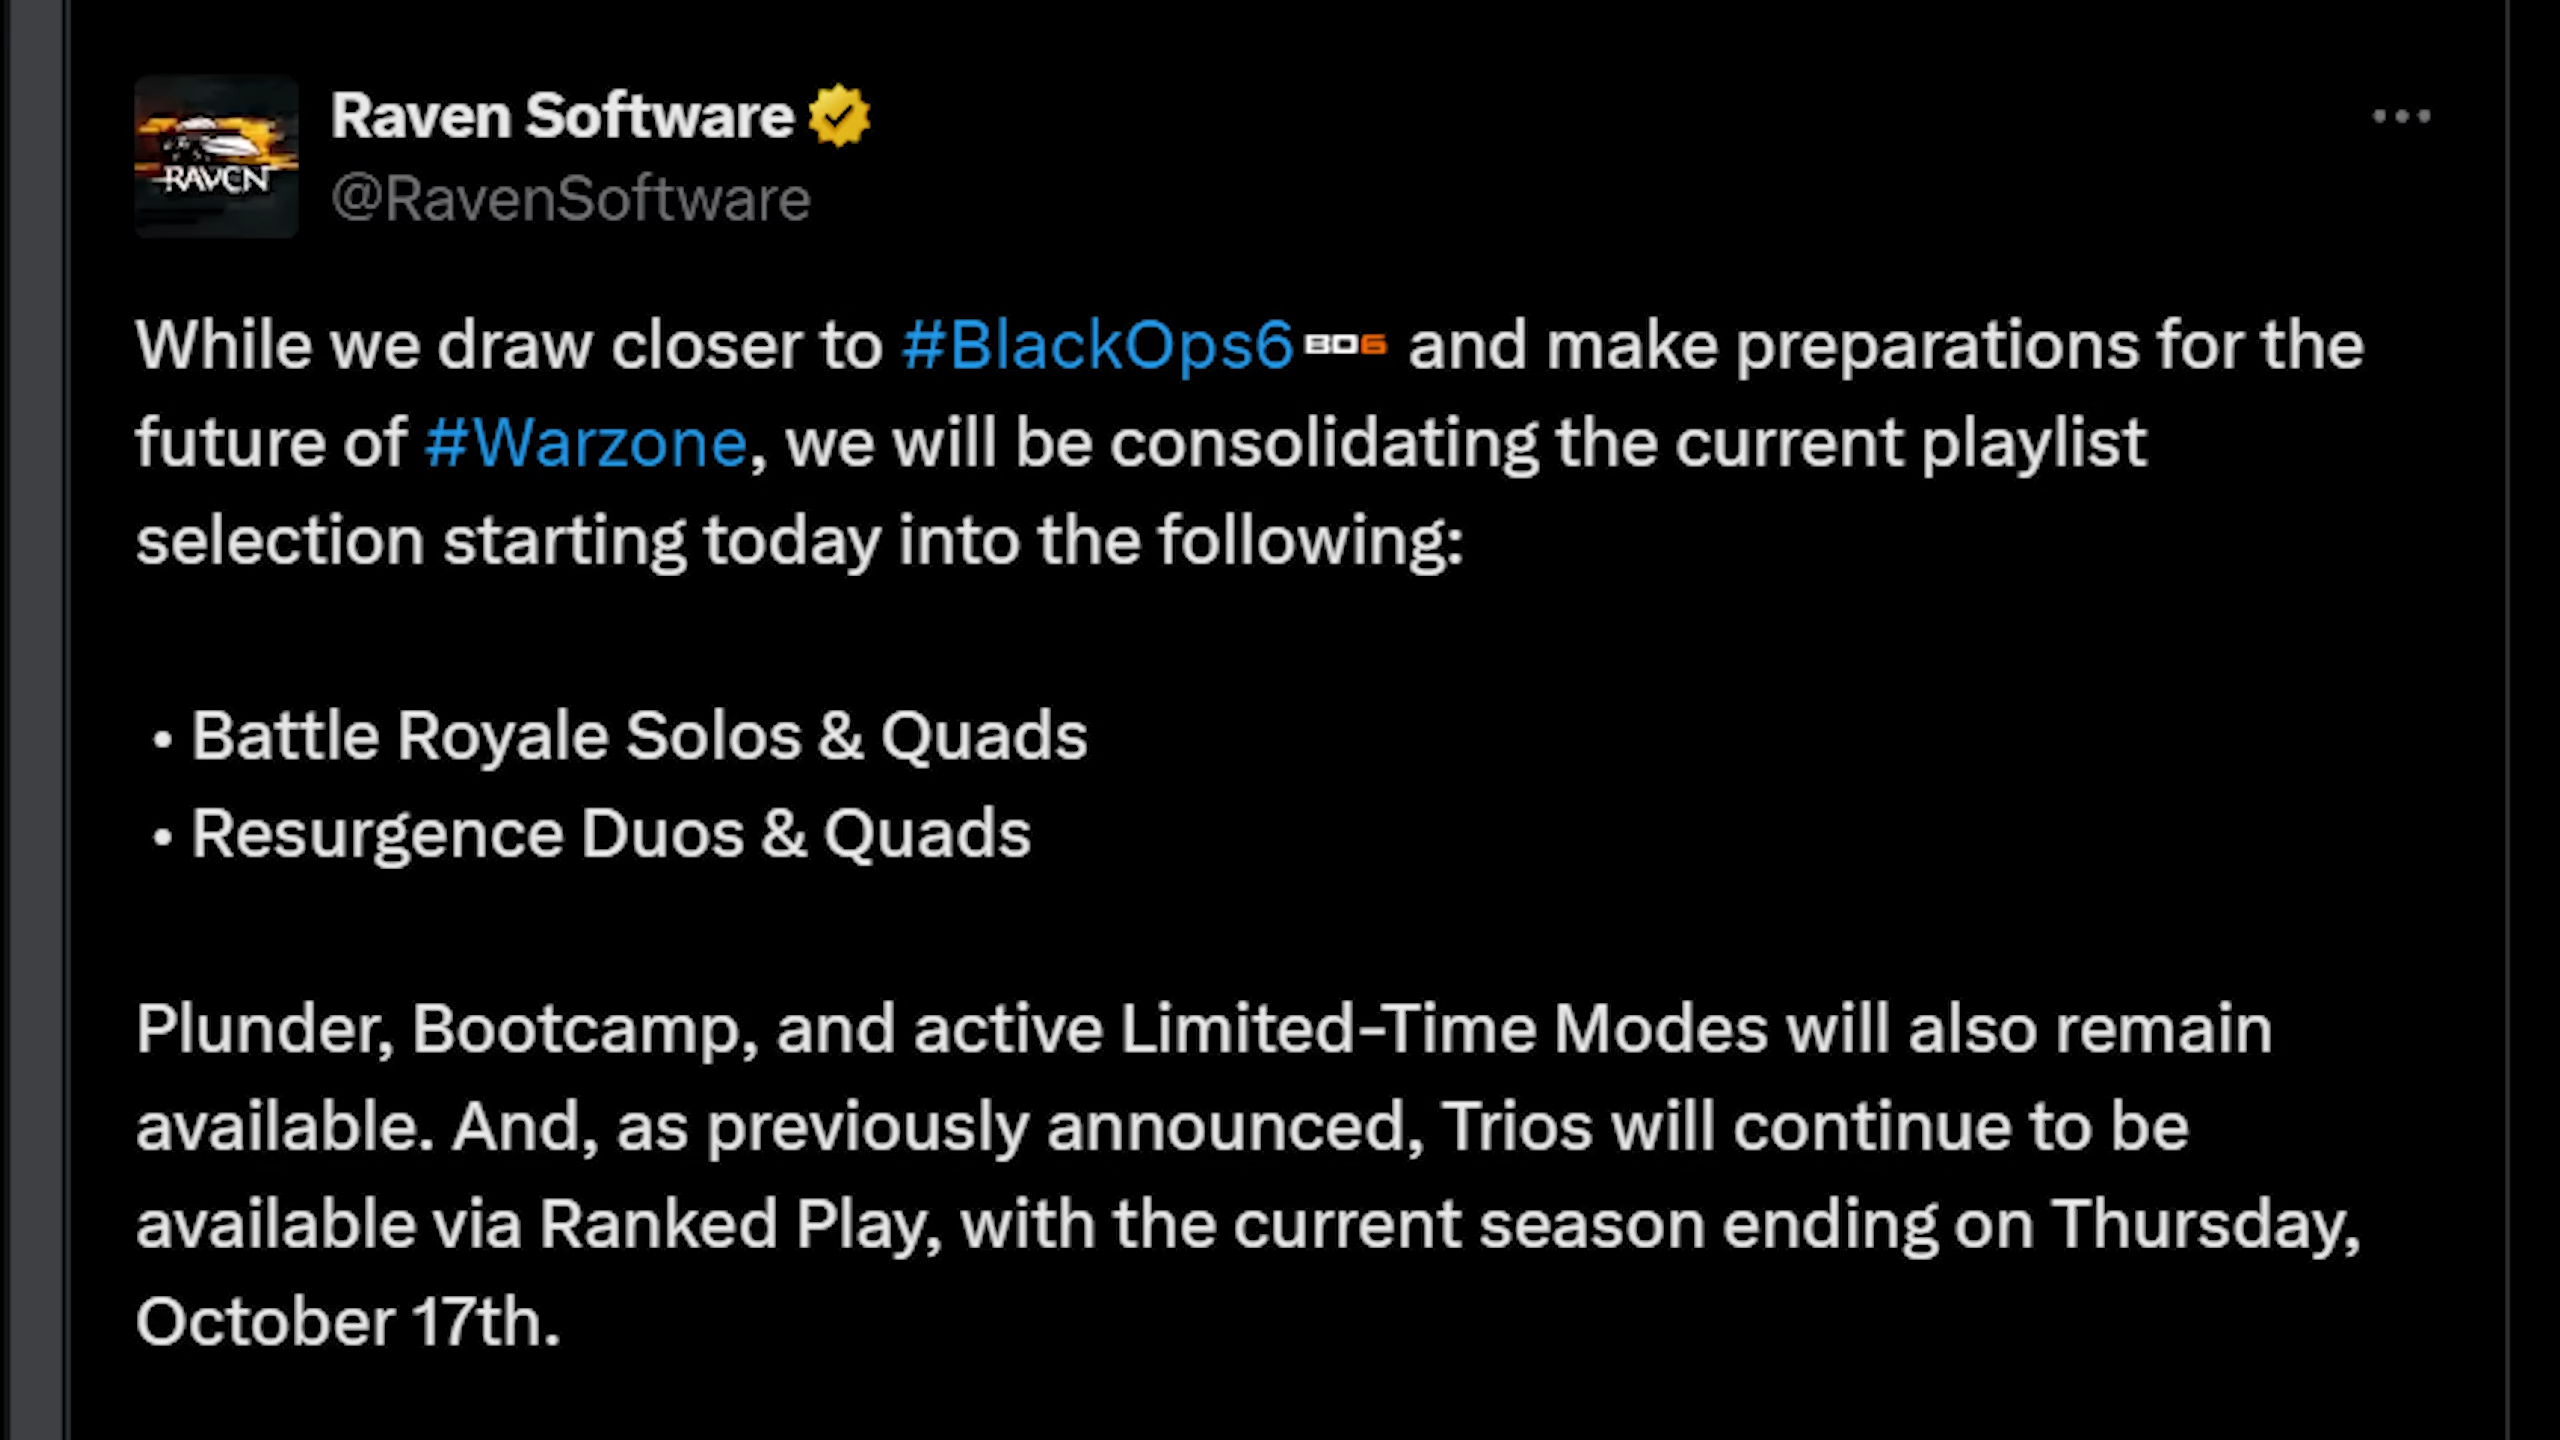 Raven Software
RAVEN
@RavenSoftware
While we draw closer to #BlackOps6 BO6 and make preparations for the
future of #Warzone, we will be consolidating the current playlist
selection starting today into the following:
• Battle Royale Solos & Quads
• Resurgence Duos & Quads
Plunder, Bootcamp, and active Limited-Time Modes will also remain
available. And, as previously announced, Trios will continue to be
available via Ranked Play, with the current season ending on Thursday,
October 17th.